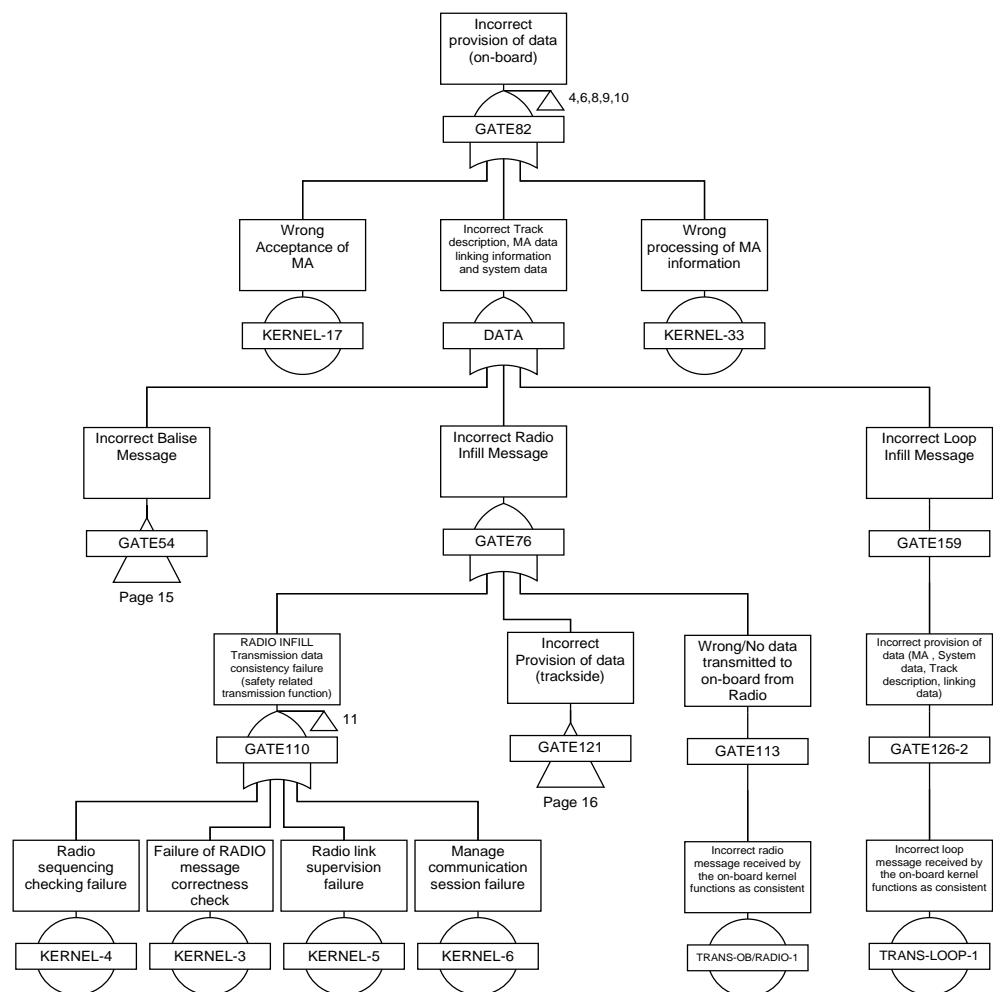 Incorrect
provision of data
(on-board)
4,6,8,9,10
GATE82
Wrong
Acceptance of
MA
Incorrect Track
description, MA data
linking information
and system data
Wrong
processing of MA
information
KERNEL-17
DATA
KERNEL-33
Incorrect Balise
Message
Incorrect Radio
Infill Message
Incorrect Loop
Infill Message
GATE54
GATE76
GATE159
Page 15
RADIO INFILL
Transmission data
consistency failure
(safety related
transmission function)
Incorrect
Provision of data
(trackside)
Wrong/No data
transmitted to
on-board from
Radio
Incorrect provision of
data (MA , System
data, Track
description, linking
data)
11
GATE110
GATE121
GATE113
GATE126-2
Page 16
Radio
sequencing
checking failure
Failure of RADIO
message
correctness
check
Radio link
supervision
failure
Manage
communication
session failure
Incorrect radio
message received by
the on-board kernel
functions as consistent
Incorrect loop
message received by
the on-board kernel
functions as consistent
KERNEL-4
KERNEL-3
KERNEL-5
KERNEL-6
TRANS-OB/RADIO-1
TRANS-LOOP-1